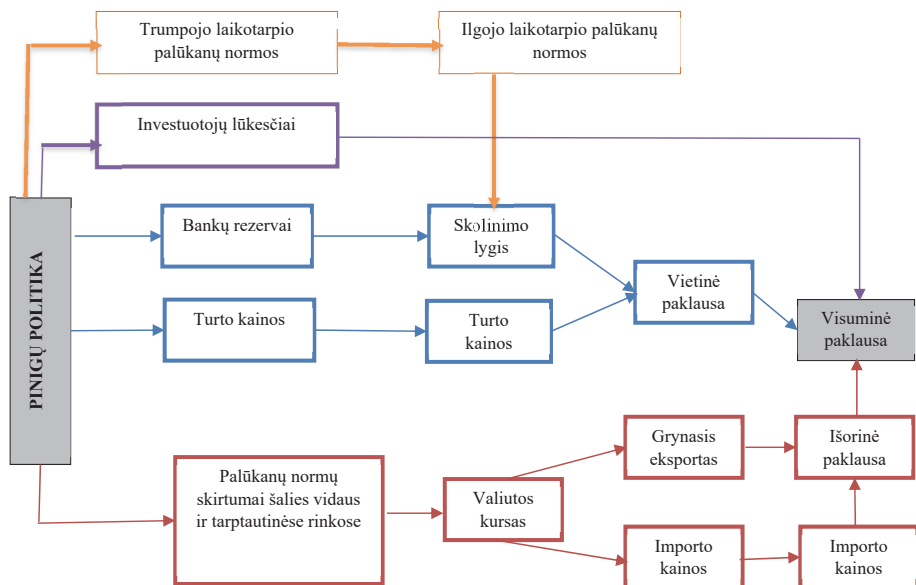 Trumpojo laikotarpio
palūkanų normos
Ilgojo laikotarpio palūkanų
normos
Investuotojų lūkesčiai
PINIGŲ POLITIKA
Bankų rezervai
Skolinimo
lygis
Turto kainos
Turto
kainos
Vietinė
paklausa
Visuminė
paklausa
Palūkanų normų
skirtumai šalies vidaus
ir tarptautinėse rinkose
Valiutos
kursas
Grynasis
eksportas
Išorinė
paklausa
Importo
kainos
Importo
kainos